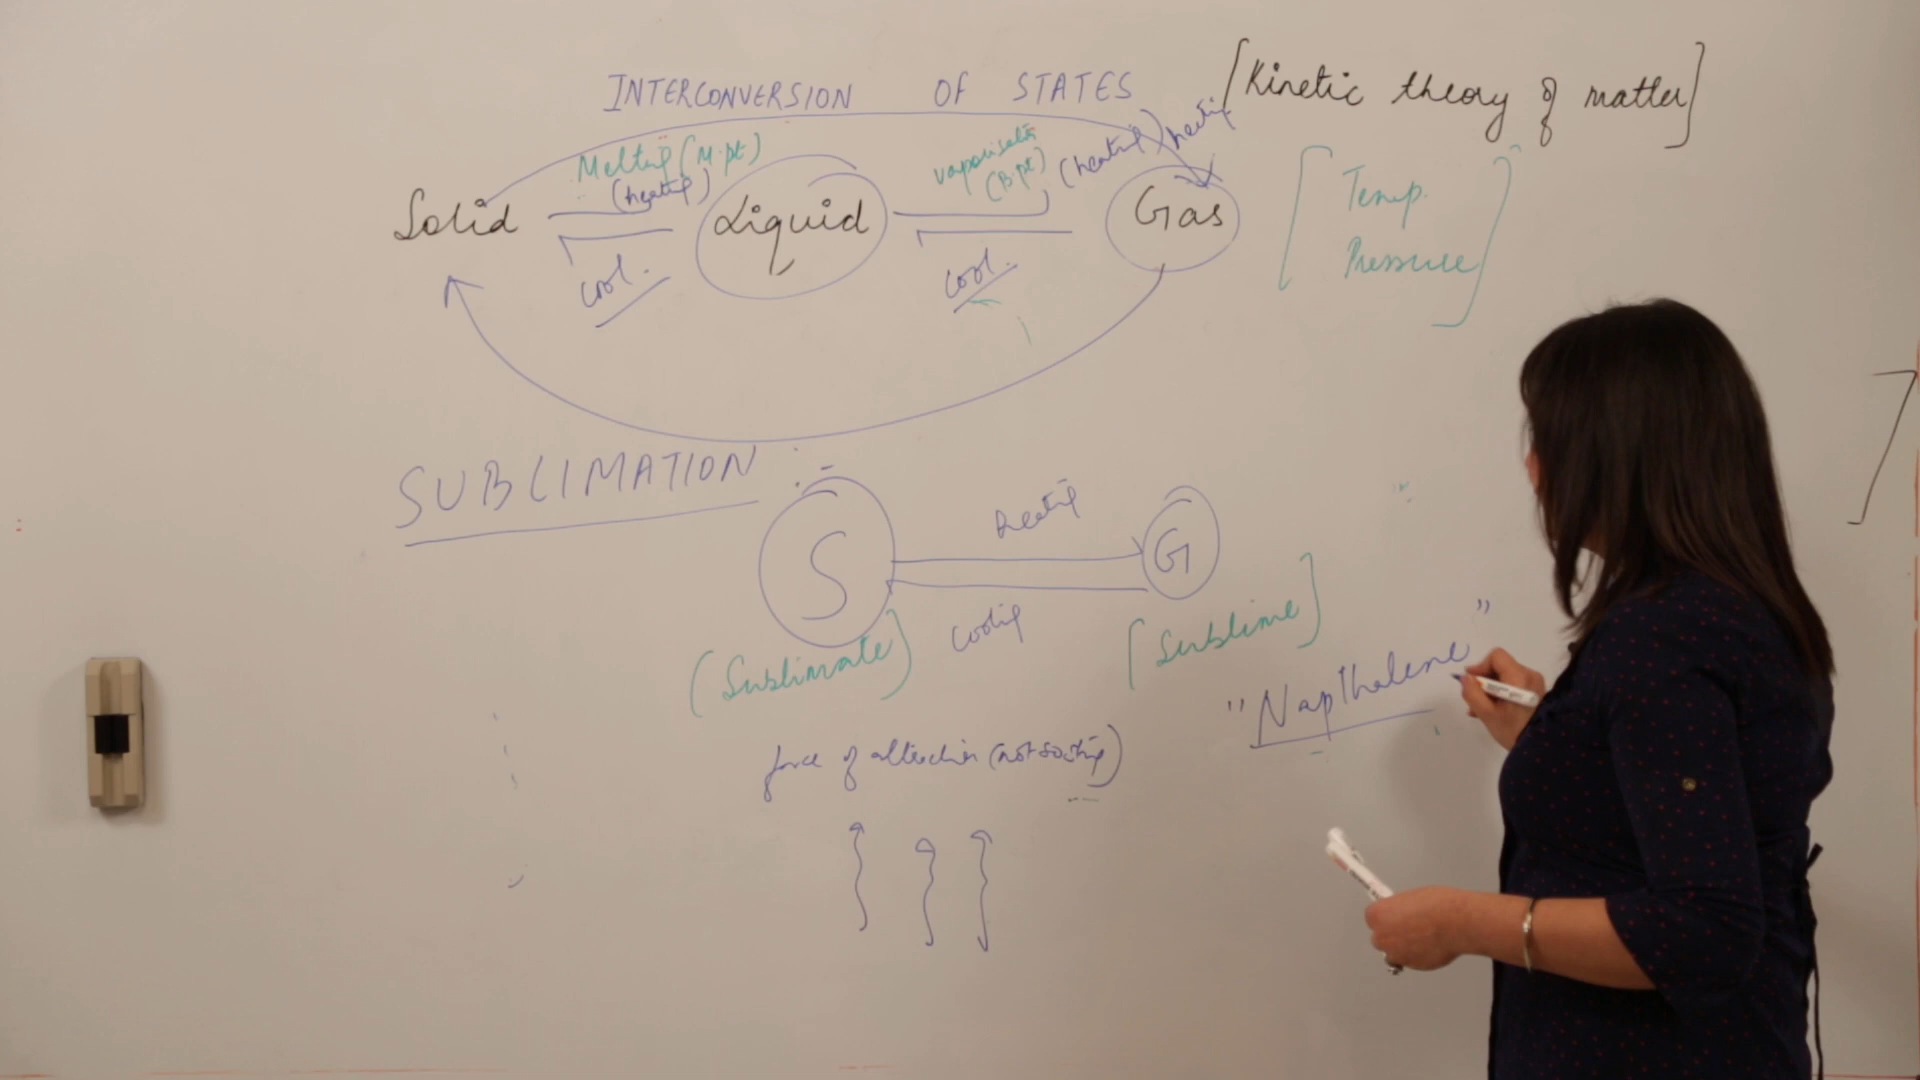 INTERCONVERSION OF STATES [Kinetic theory of matter]
Melting (M.pt) vaporisation (B.pt) (heating) heating
(heating)
Solid Liquid Gas [Temp. Pressure]
cool. cool.
SUBLIMATION :-
S heating G
cooling
(Sublimate) [Sublime]
"Napthalene"
force of attraction (not so strong)